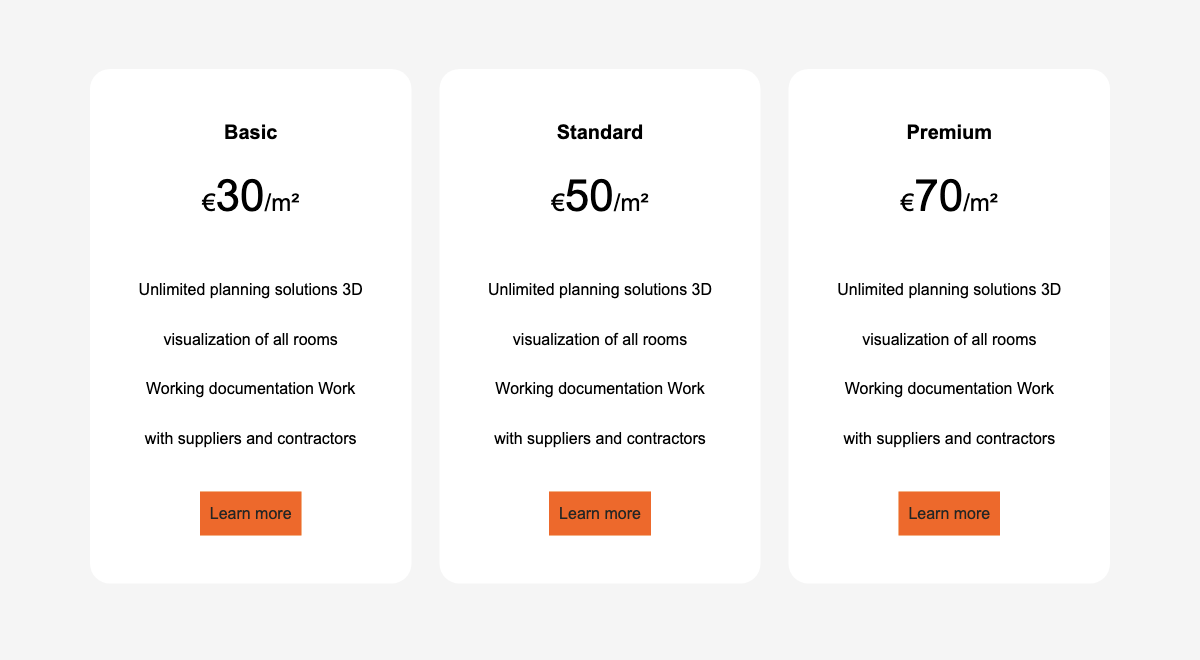 Basic
€30/m²
Unlimited planning solutions 3D
visualization of all rooms
Working documentation Work
with suppliers and contractors
Learn more
Standard
€50/m²
Unlimited planning solutions 3D
visualization of all rooms
Working documentation Work
with suppliers and contractors
Learn more
Premium
€70/m²
Unlimited planning solutions 3D
visualization of all rooms
Working documentation Work
with suppliers and contractors
Learn more